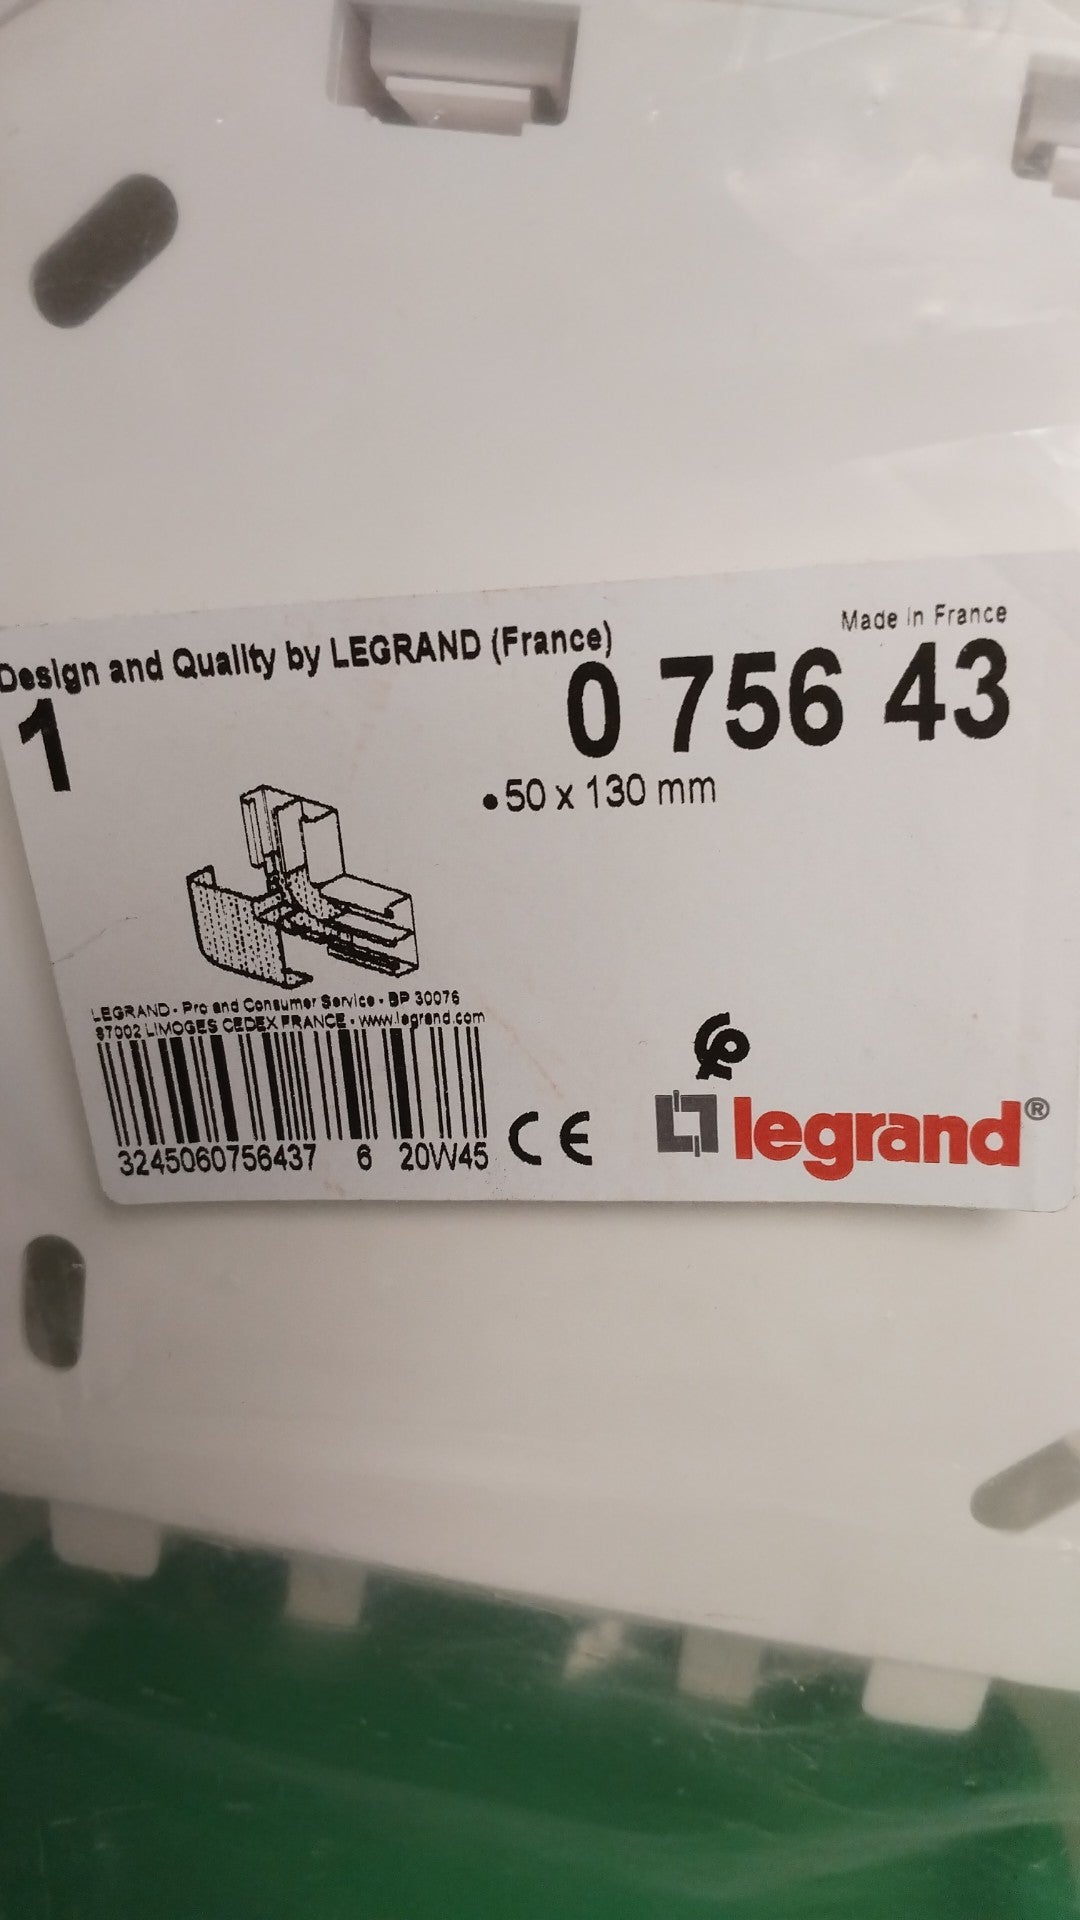 Made in France
Design and Quality by LEGRAND (France)
1
0 756 43
• 50 x 130 mm
LEGRAND - Pro and Consumer Service - BP 30076
87002 LIMOGES CEDEX FRANCE - www.legrand.com
3245060756437 6 20W45
CE
legrand®